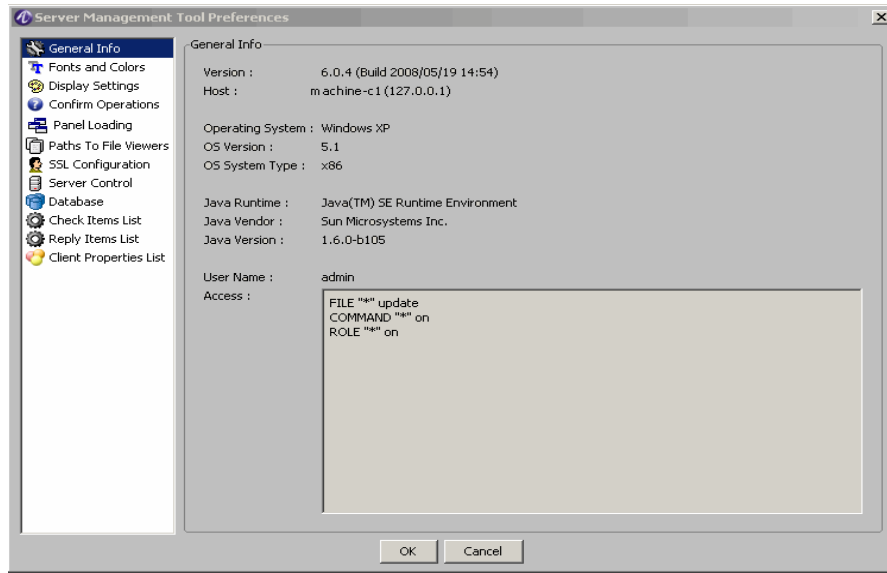 Server Management Tool Preferences
General Info
Fonts and Colors
Display Settings
Confirm Operations
Panel Loading
Paths To File Viewers
SSL Configuration
Server Control
Database
Check Items List
Reply Items List
Client Properties List
General Info
Version : 6.0.4 (Build 2008/05/19 14:54)
Host : machine-c1 (127.0.0.1)
Operating System : Windows XP
OS Version : 5.1
OS System Type : x86
Java Runtime : Java(TM) SE Runtime Environment
Java Vendor : Sun Microsystems Inc.
Java Version : 1.6.0-b105
User Name : admin
Access :
FILE "*" update
COMMAND "*" on
ROLE "*" on
OK Cancel